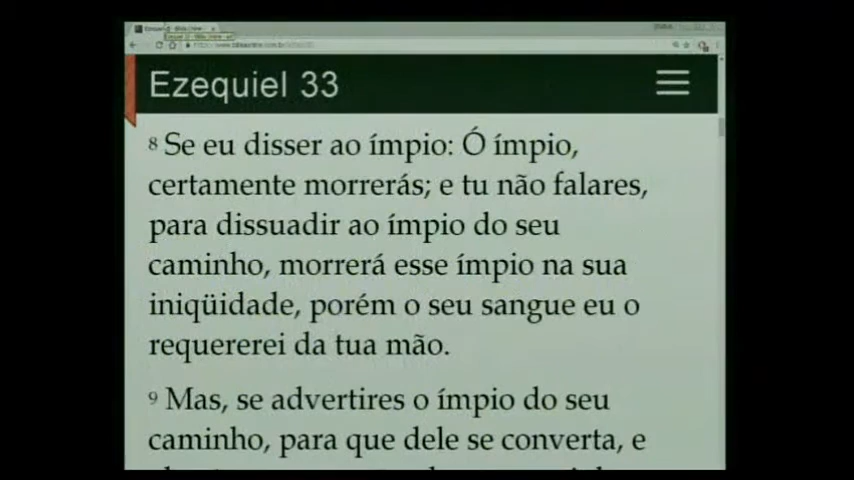 Ezequiel 33
8 Se eu disser ao ímpio: Ó ímpio,
certamente morrerás; e tu não falares,
para dissuadir ao ímpio do seu
caminho, morrerá esse ímpio na sua
iniqüidade, porém o seu sangue eu o
requererei da tua mão.
9 Mas, se advertires o ímpio do seu
caminho, para que dele se converta, e